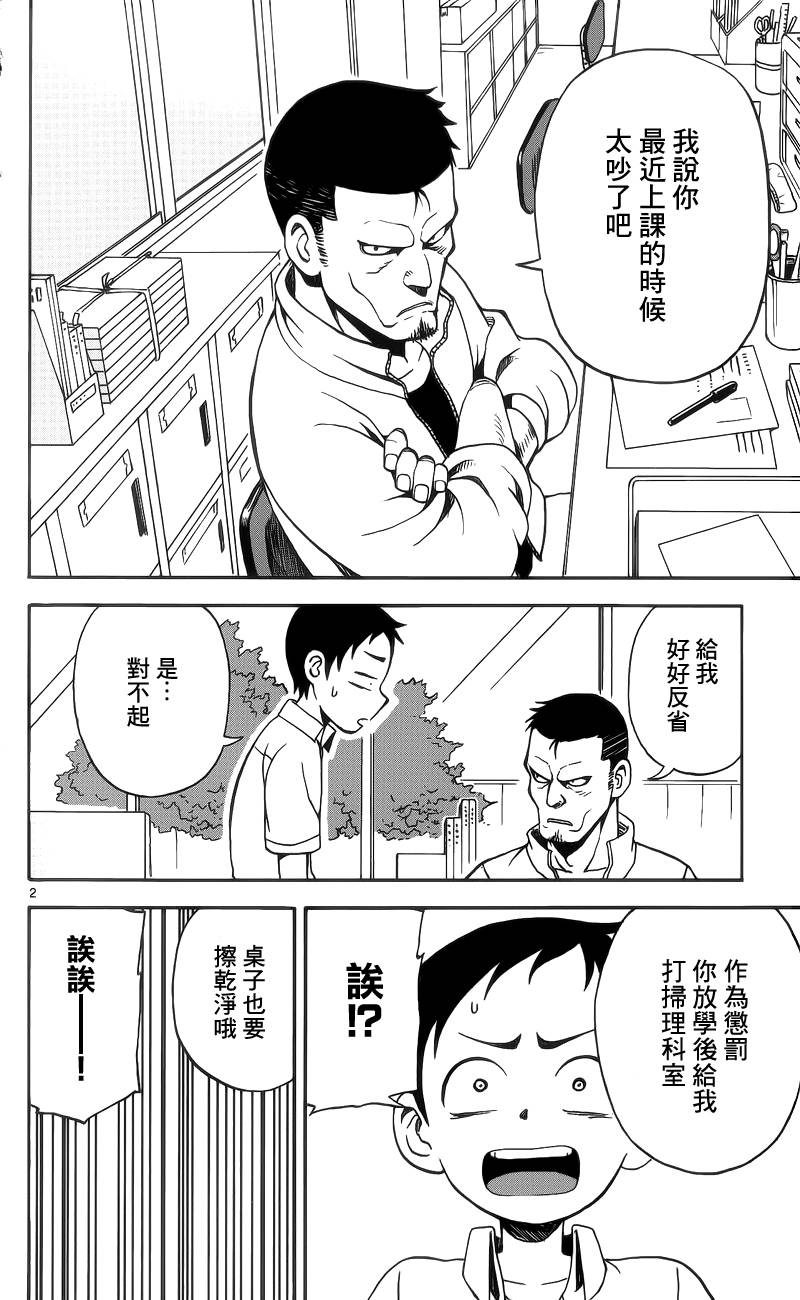 我說你
最近上課的時候
太吵了吧
給我
好好反省
是…
對不起
2
作為懲罰
你放學後給我
打掃理科室
誒!?
桌子也要
擦乾淨哦
誒誒——!